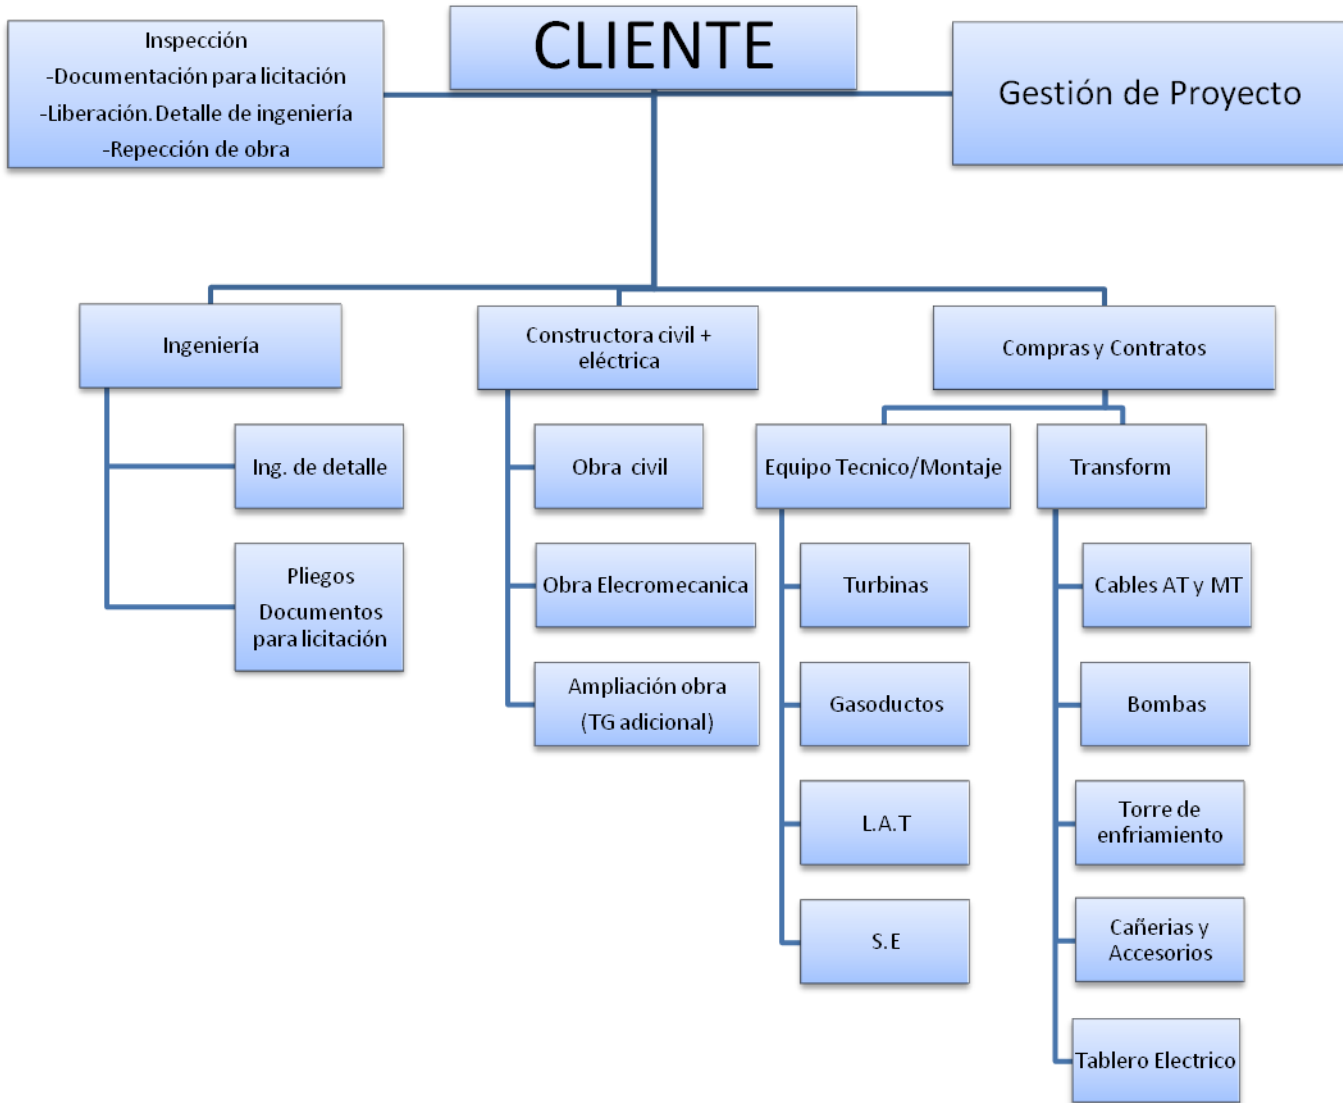 Inspección
-Documentación para licitación
-Liberación. Detalle de ingeniería
-Repección de obra
CLIENTE
Gestión de Proyecto
Ingeniería
Constructora civil +
eléctrica
Compras y Contratos
Ing. de detalle
Obra civil
Equipo Tecnico/Montaje
Transform
Pliegos
Documentos
para licitación
Obra Elecromecanica
Turbinas
Cables AT y MT
Ampliación obra
(TG adicional)
Gasoductos
Bombas
L.A.T
Torre de
enfriamiento
S.E
Cañerias y
Accesorios
Tablero Electrico